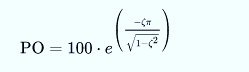 PO = 100 · e^(−ζπ / √(1−ζ²))